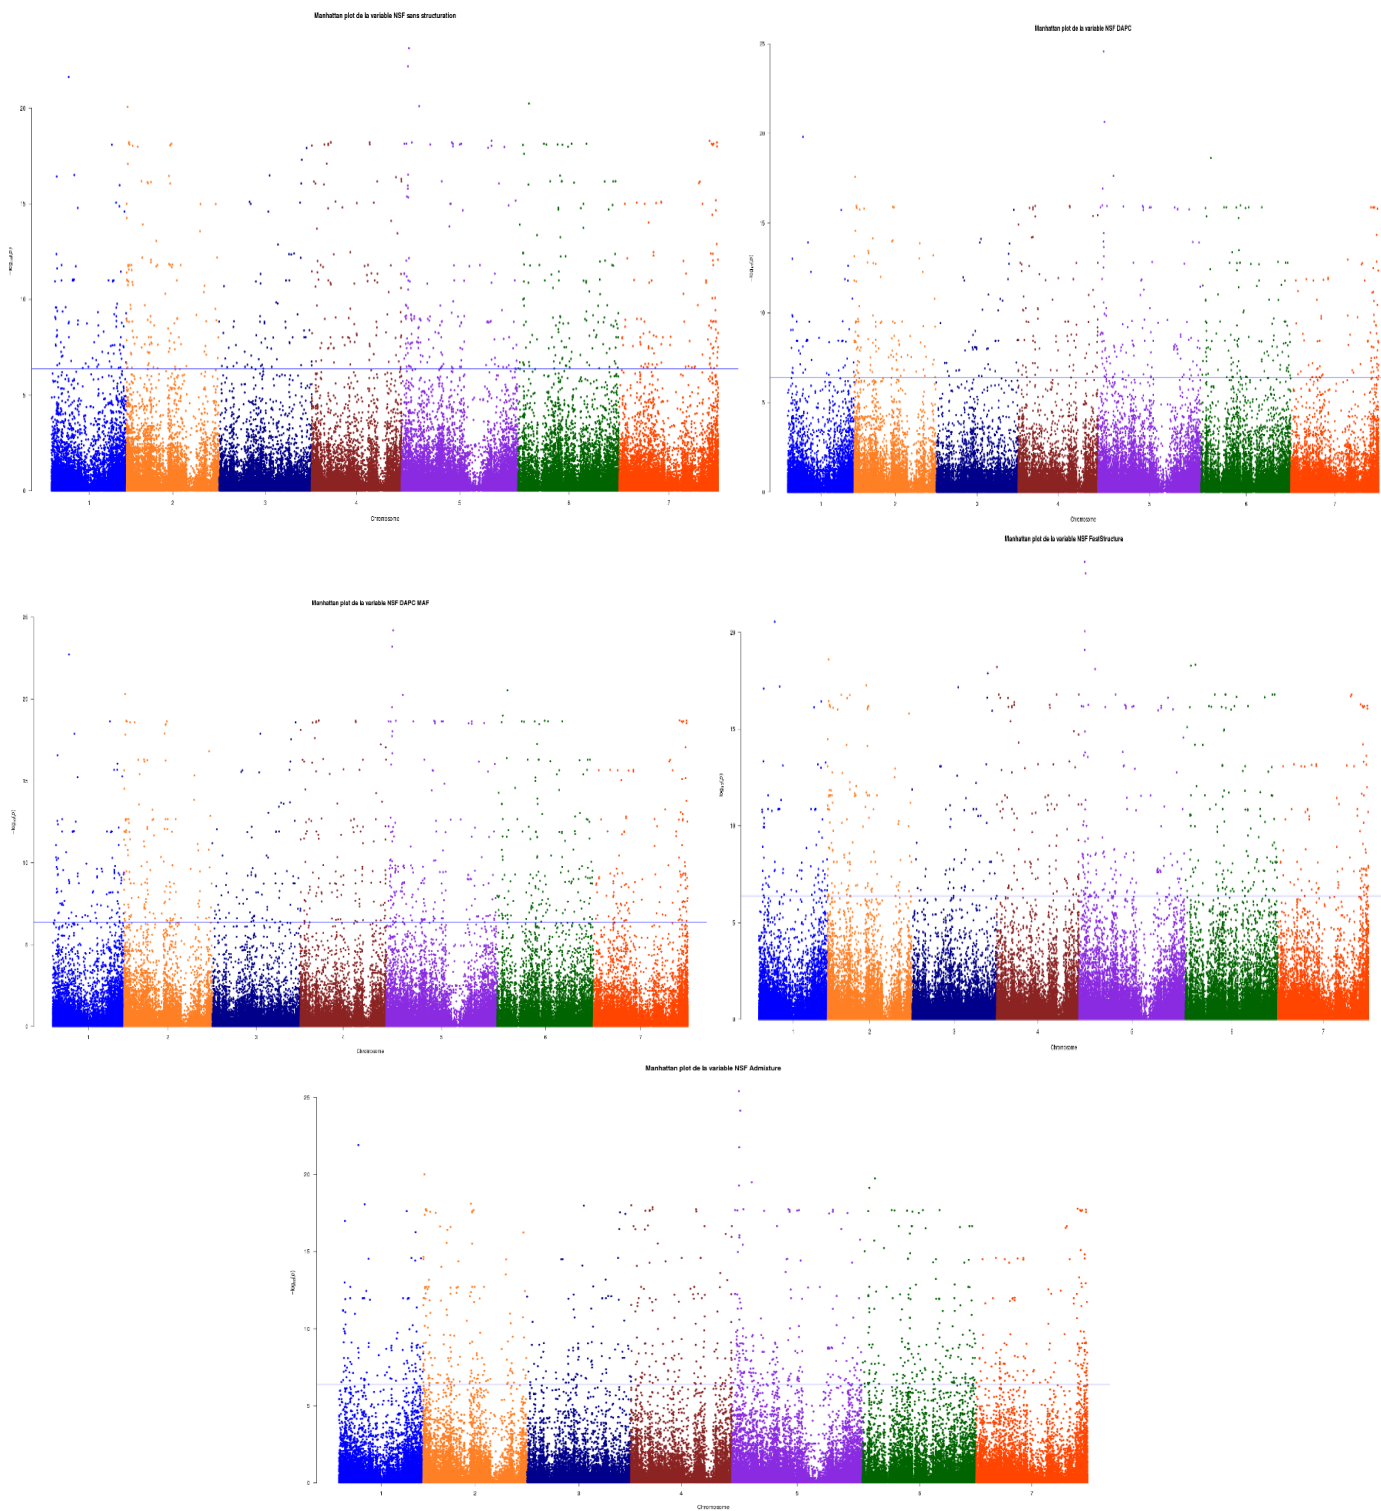 Manhattan plot de la variable NSF sans structuration
20
15
10
5
0
1 2 3 4 5 6 7
Chromosome
Manhattan plot de la variable NSF DAPC
25
20
15
10
5
0
1 2 3 4 5 6 7
Chromosome
Manhattan plot de la variable NSF DAPC MAF
25
20
15
10
5
0
1 2 3 4 5 6 7
Chromosome
Manhattan plot de la variable NSF FastStructure
20
15
10
5
0
1 2 3 4 5 6 7
Chromosome
Manhattan plot de la variable NSF Admixture
25
20
15
10
5
0
−log₁₀(p)
1 2 3 4 5 6 7
Chromosome